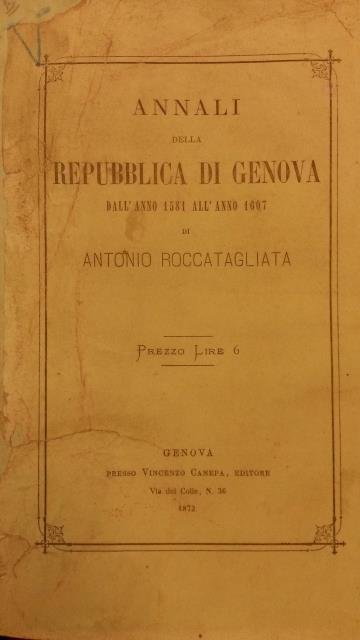 ANNALI
DELLA
REPUBBLICA DI GENOVA
DALL'ANNO 1581 ALL'ANNO 1607
DI
ANTONIO ROCCATAGLIATA
PREZZO LIRE 6
GENOVA
PRESSO VINCENZO CANEPA, EDITORE
Via del Colle, N. 36
1872